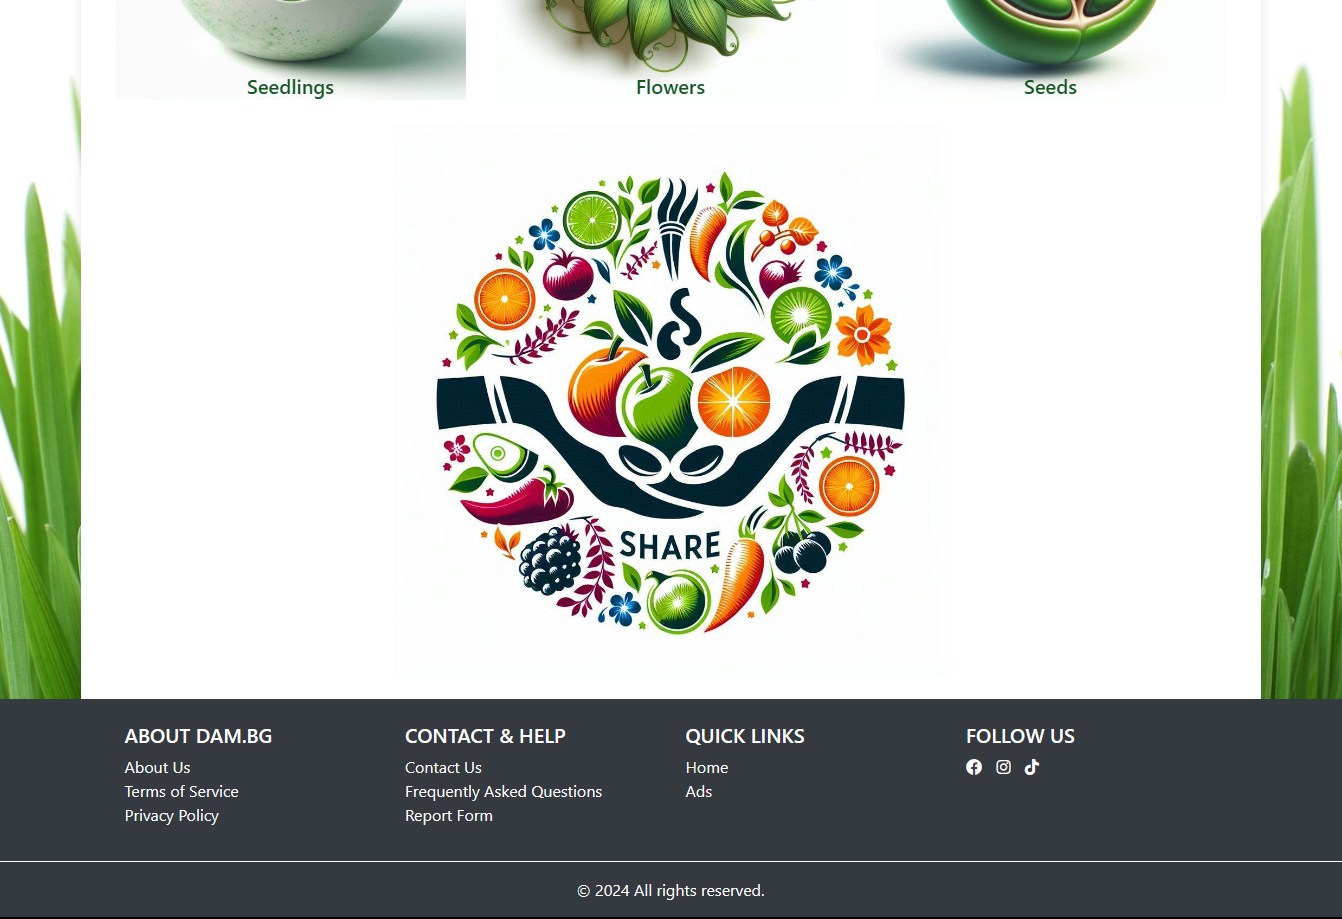 Seedlings
Flowers
Seeds
SHARE
ABOUT DAM.BG
About Us
Terms of Service
Privacy Policy
CONTACT & HELP
Contact Us
Frequently Asked Questions
Report Form
QUICK LINKS
Home
Ads
FOLLOW US
© 2024 All rights reserved.